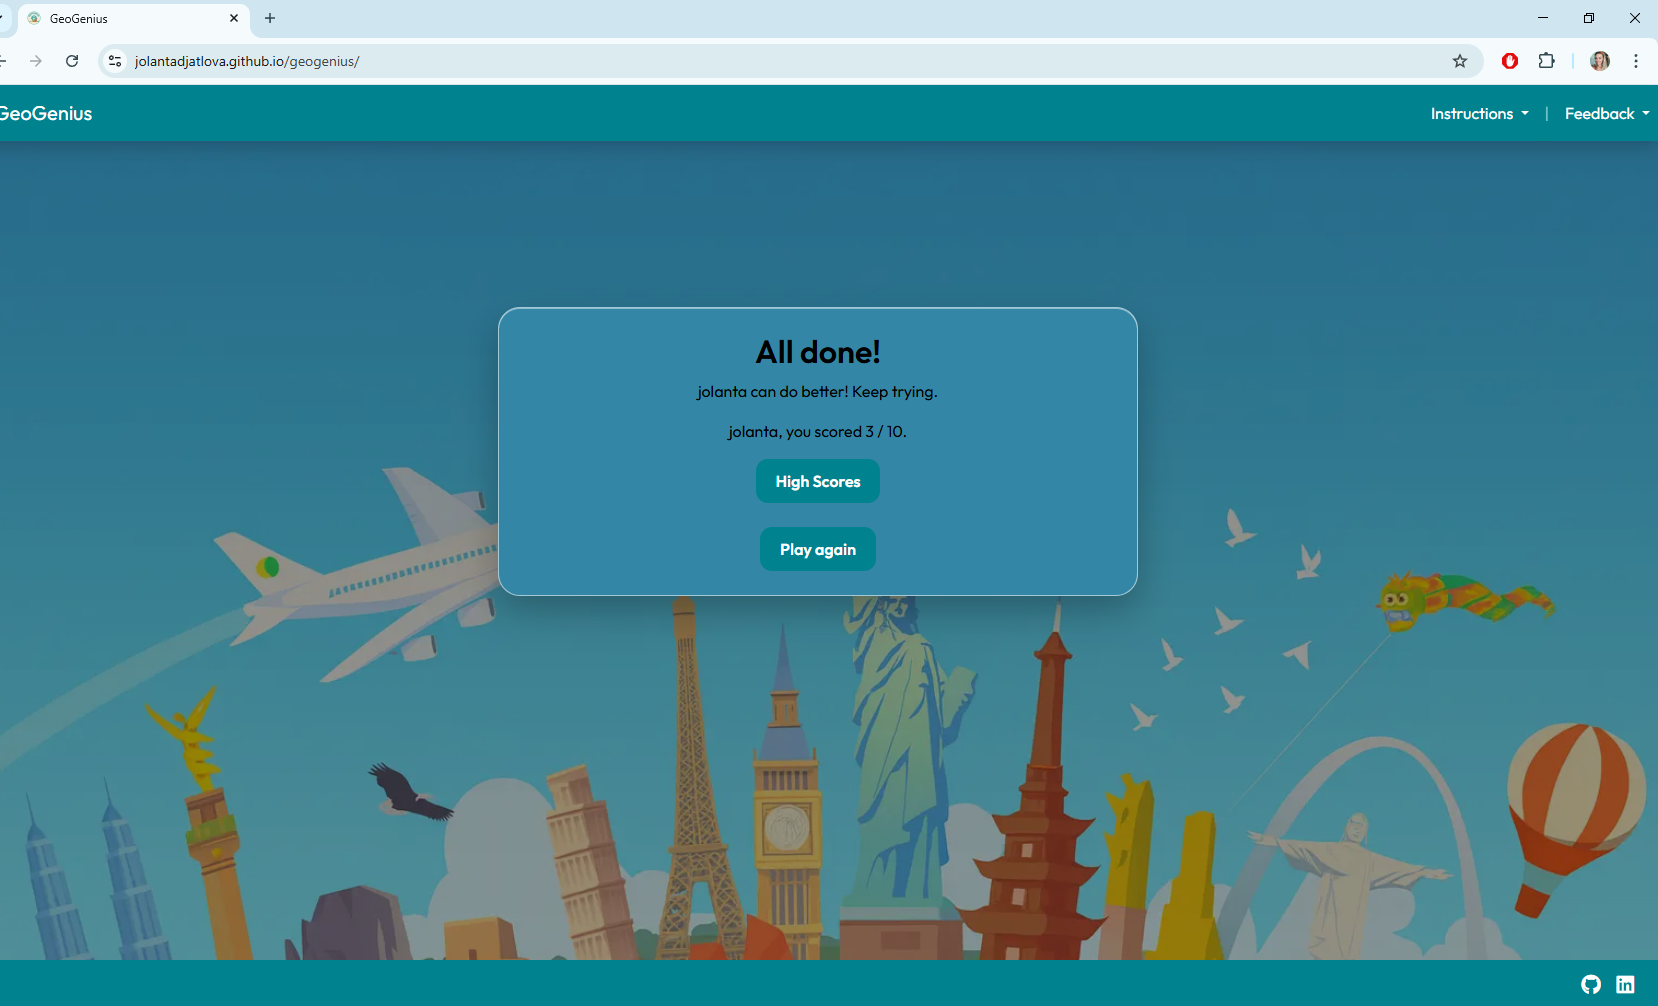 GeoGenius
jolantadjatlova.github.io/geogenius/
GeoGenius
Instructions
|
Feedback
All done!
jolanta can do better! Keep trying.
jolanta, you scored 3 / 10.
High Scores
Play again
in